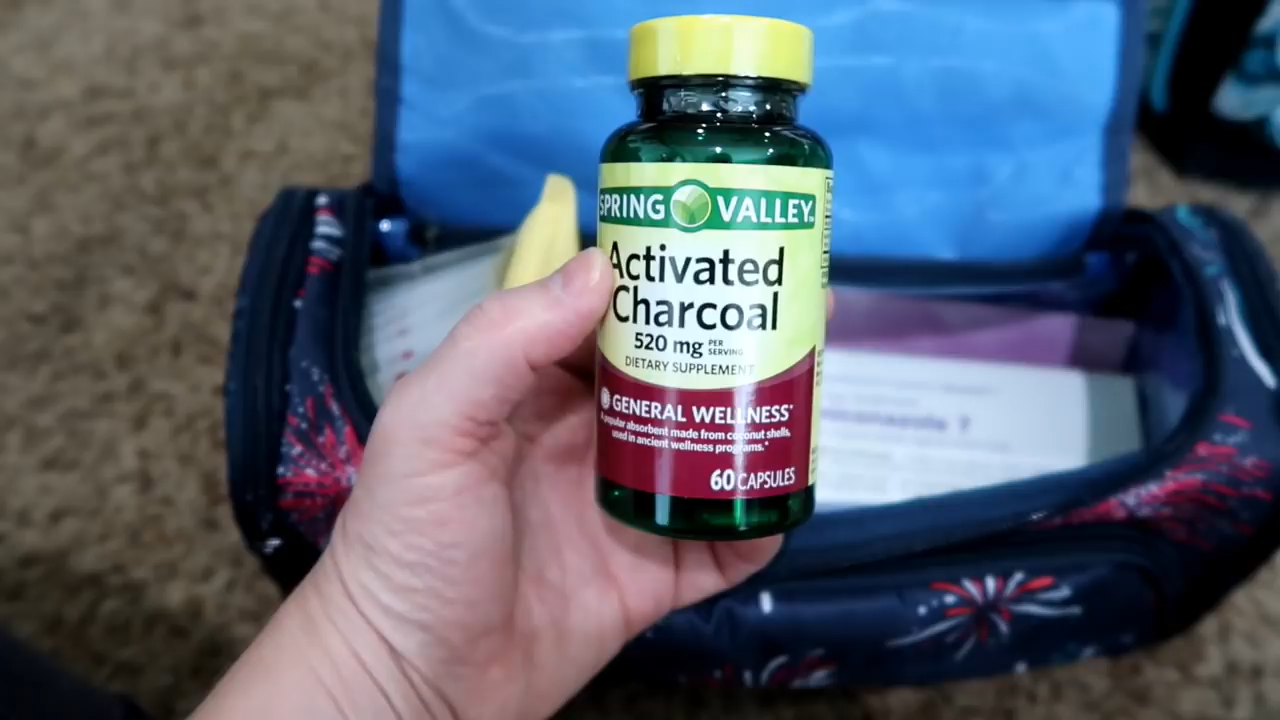 SPRING VALLEY
Activated
Charcoal
520 mg PER
SERVING
DIETARY SUPPLEMENT
GENERAL WELLNESS*
A popular absorbent made from coconut shells,
used in ancient wellness programs.*
60 CAPSULES